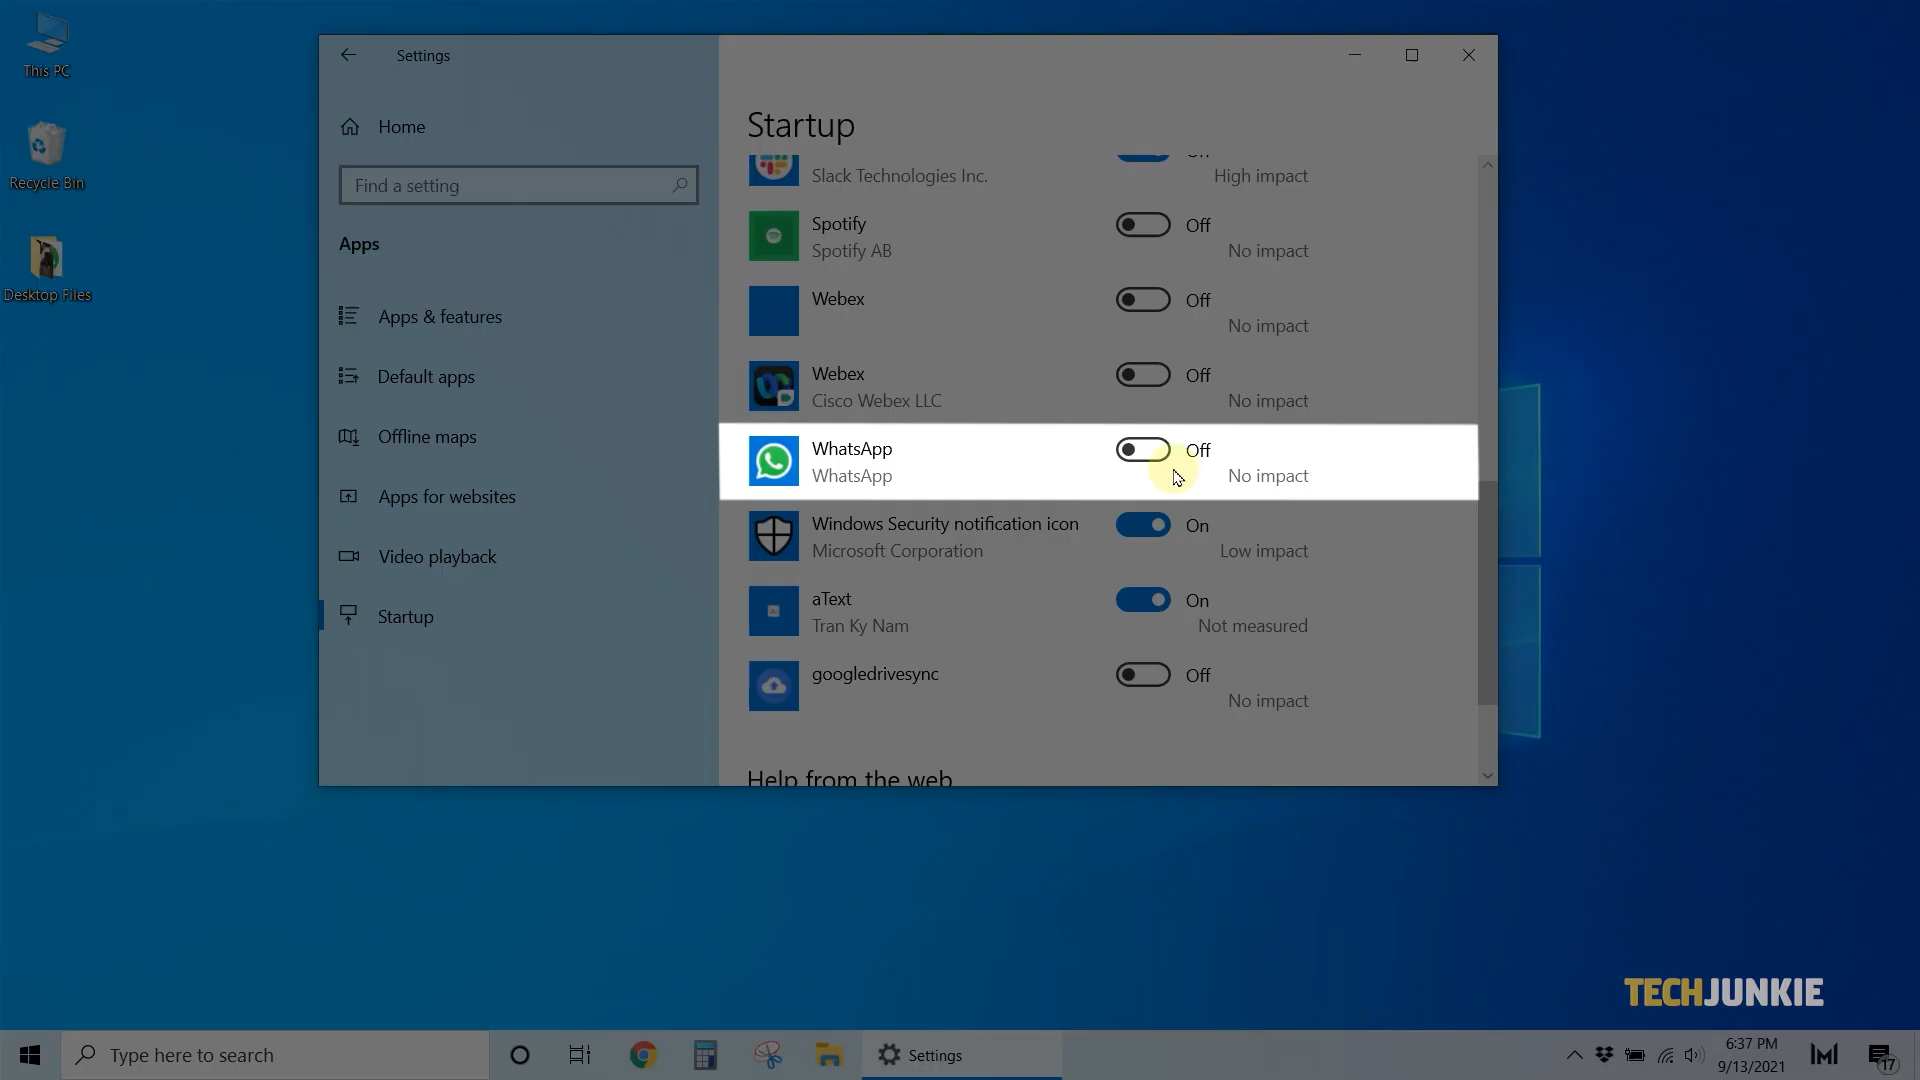 This PC
Recycle Bin
Desktop Files
Settings
Home
Find a setting
Apps
Apps & features
Default apps
Offline maps
Apps for websites
Video playback
Startup
Startup
Slack Technologies Inc.
High impact
Spotify
Off
Spotify AB
No impact
Webex
Off
No impact
Webex
Off
Cisco Webex LLC
No impact
WhatsApp
Off
WhatsApp
No impact
Windows Security notification icon
On
Microsoft Corporation
Low impact
aText
On
Tran Ky Nam
Not measured
googledrivesync
Off
No impact
Help from the web
TECHJUNKIE
Type here to search
Settings
6:37 PM
9/13/2021
17